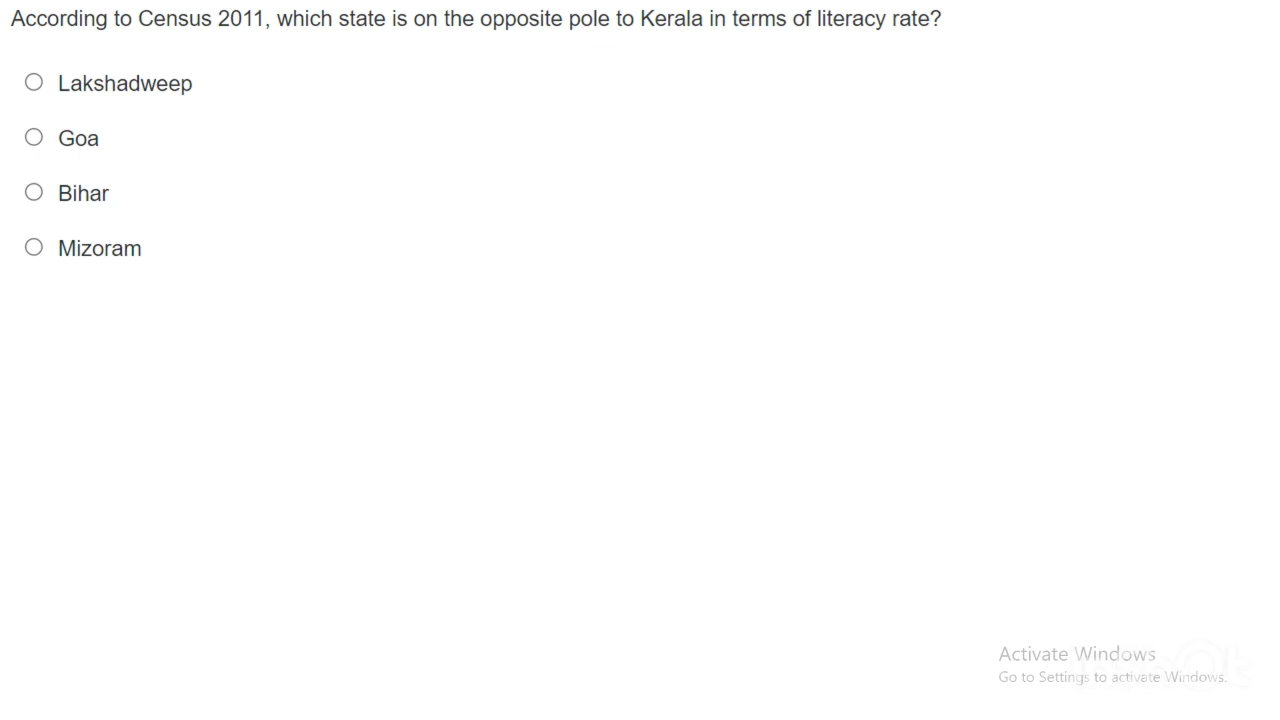 According to Census 2011, which state is on the opposite pole to Kerala in terms of literacy rate?
Lakshadweep
Goa
Bihar
Mizoram
Activate Windows
Go to Settings to activate Windows.